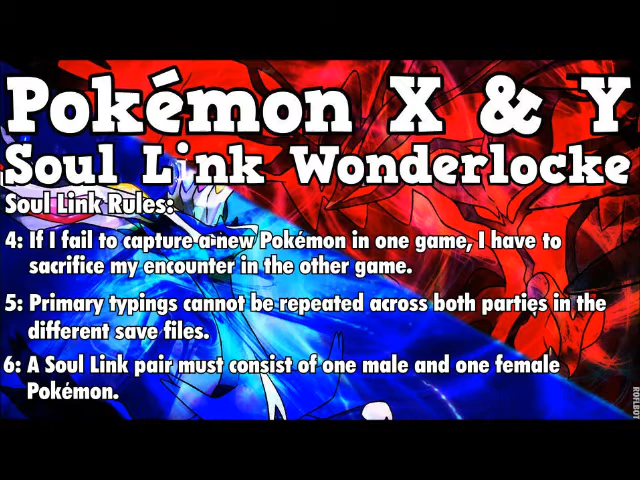 Pokémon X & Y
Soul Link Wonderlocke
Soul Link Rules:
4: If I fail to capture a new Pokémon in one game, I have to
sacrifice my encounter in the other game.
5: Primary typings cannot be repeated across both parties in the
different save files.
6: A Soul Link pair must consist of one male and one female
Pokémon.